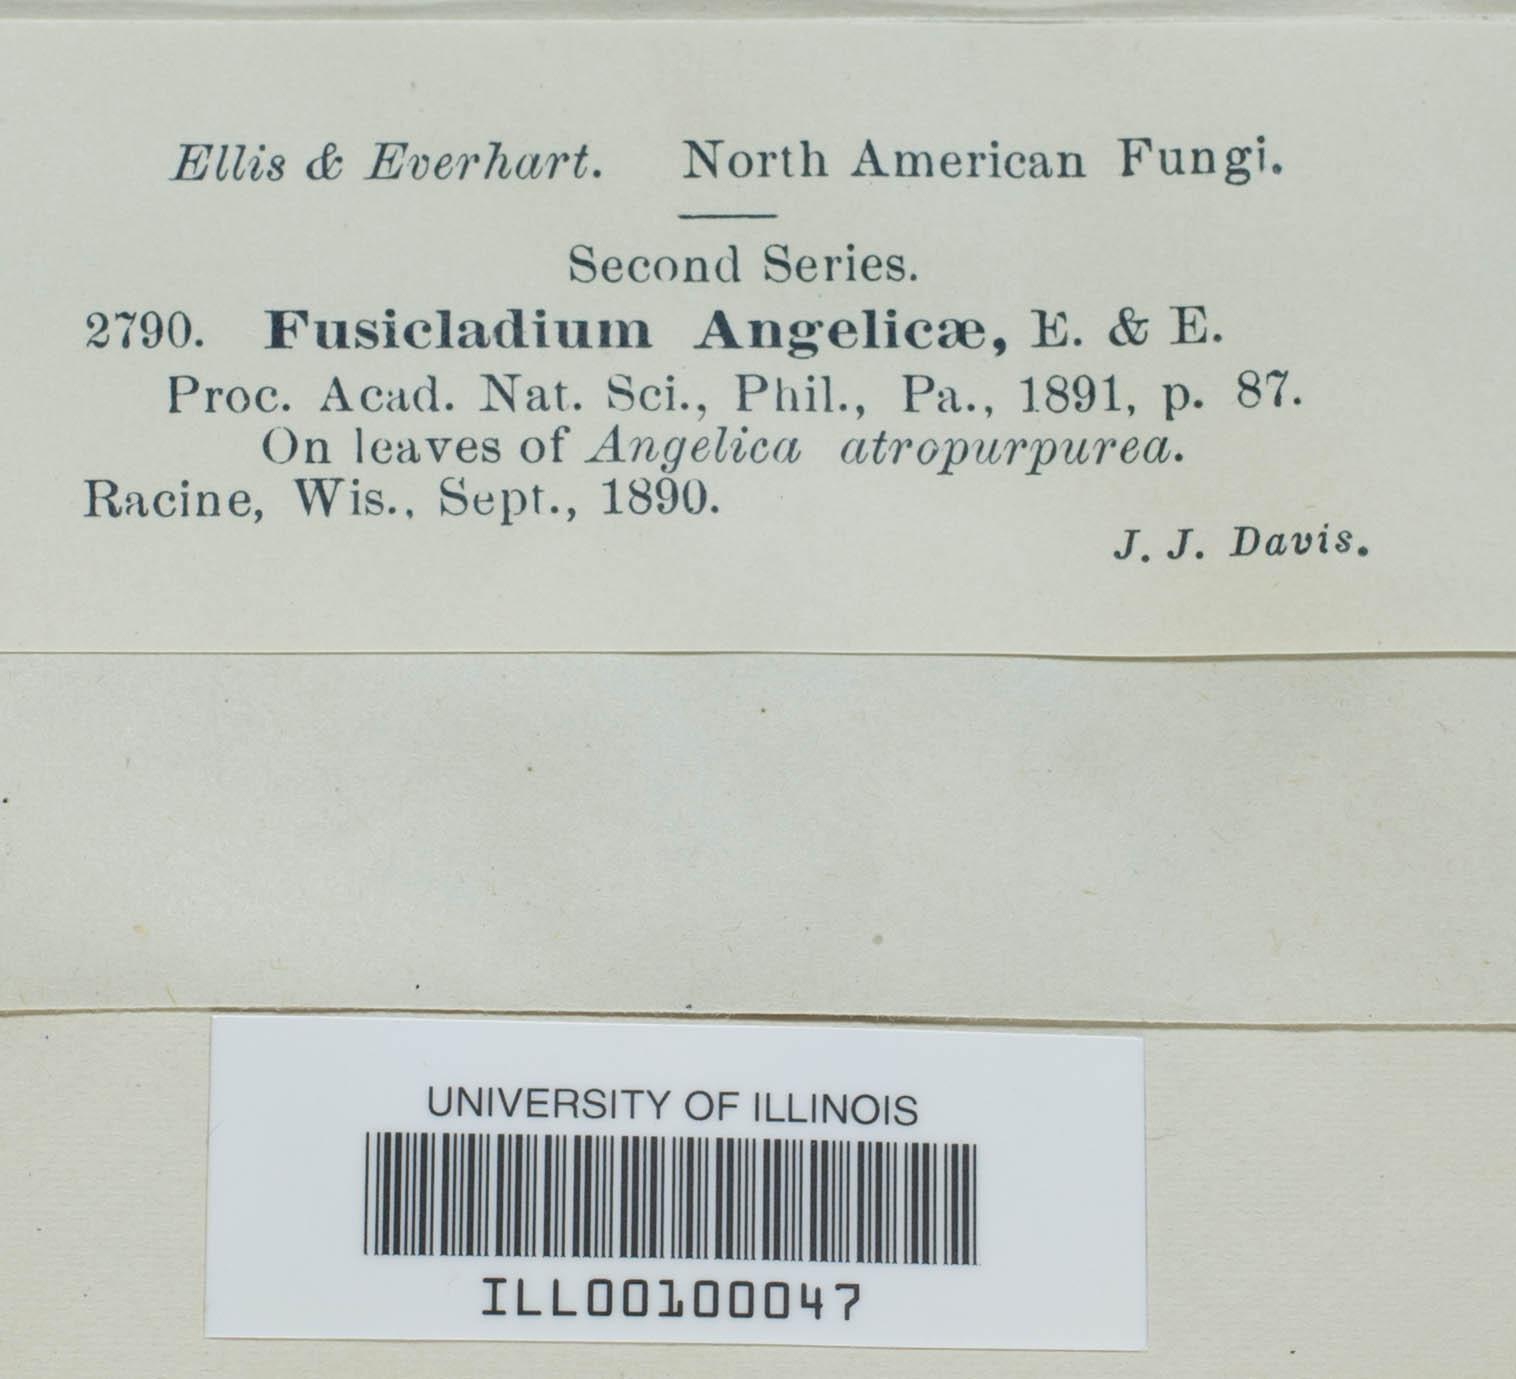 Ellis & Everhart. North American Fungi.
Second Series.
2790. Fusicladium Angelicæ, E. & E.
Proc. Acad. Nat. Sci., Phil., Pa., 1891, p. 87.
On leaves of Angelica atropurpurea.
Racine, Wis., Sept., 1890.
J. J. Davis.
UNIVERSITY OF ILLINOIS
ILL00100047